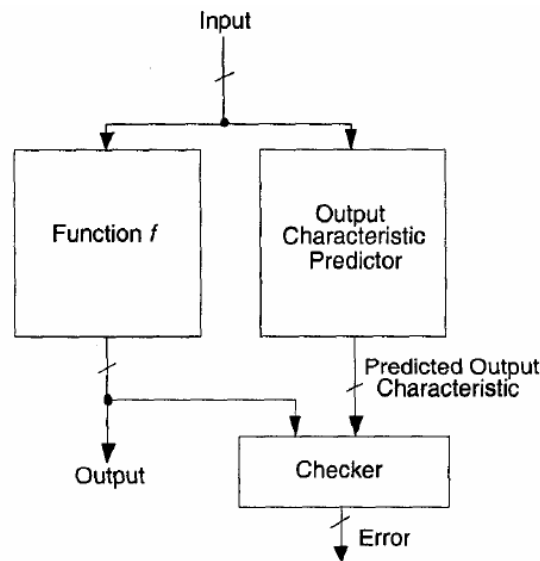 Input
Function f
Output
Characteristic
Predictor
Predicted Output
Characteristic
Output
Checker
Error